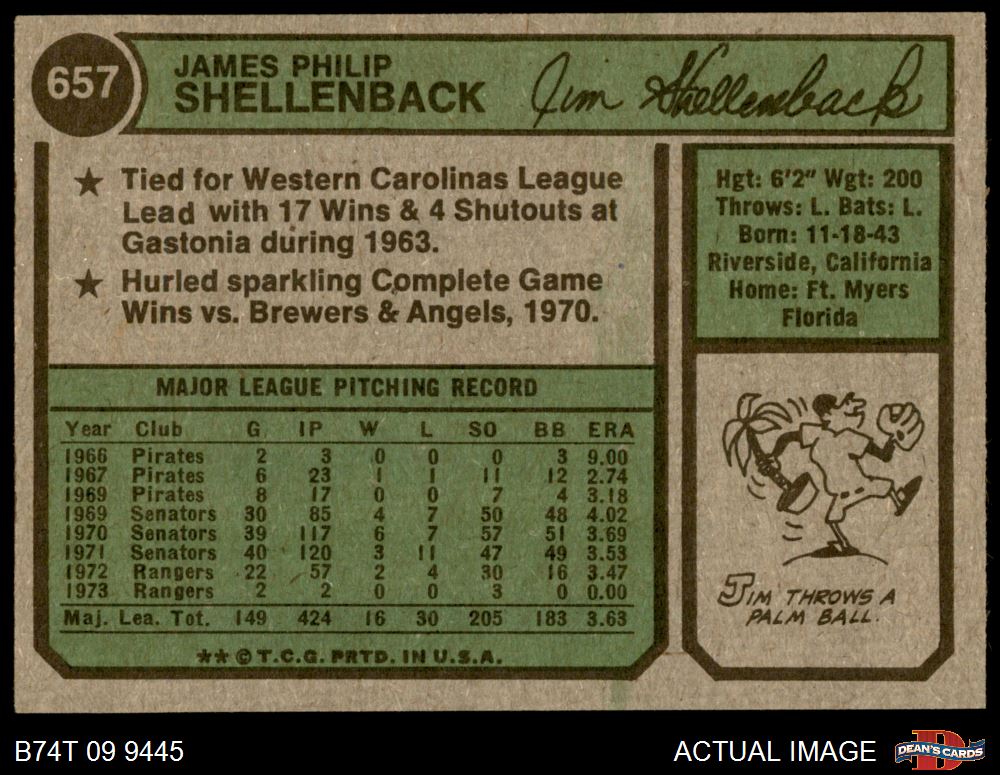 657
JAMES PHILIP
SHELLENBACK
Jim Shellenback
★ Tied for Western Carolinas League
Lead with 17 Wins & 4 Shutouts at
Gastonia during 1963.
★ Hurled sparkling Complete Game
Wins vs. Brewers & Angels, 1970.
Hgt: 6'2" Wgt: 200
Throws: L. Bats: L.
Born: 11-18-43
Riverside, California
Home: Ft. Myers
Florida
MAJOR LEAGUE PITCHING RECORD
Year Club G IP W L SO BB ERA
1966 Pirates 2 3 0 0 0 3 9.00
1967 Pirates 6 23 1 1 11 12 2.74
1969 Pirates 8 17 0 0 7 4 3.18
1969 Senators 30 85 4 7 50 48 4.02
1970 Senators 39 117 6 7 57 51 3.69
1971 Senators 40 120 3 11 47 49 3.53
1972 Rangers 22 57 2 4 30 16 3.47
1973 Rangers 2 2 0 0 3 0 0.00
Maj. Lea. Tot. 149 424 16 30 205 183 3.63
★★ © T.C.G. PRTD. IN U.S.A.
JIM THROWS A
PALM BALL.
B74T 09 9445
ACTUAL IMAGE
D
DEAN'S CARDS